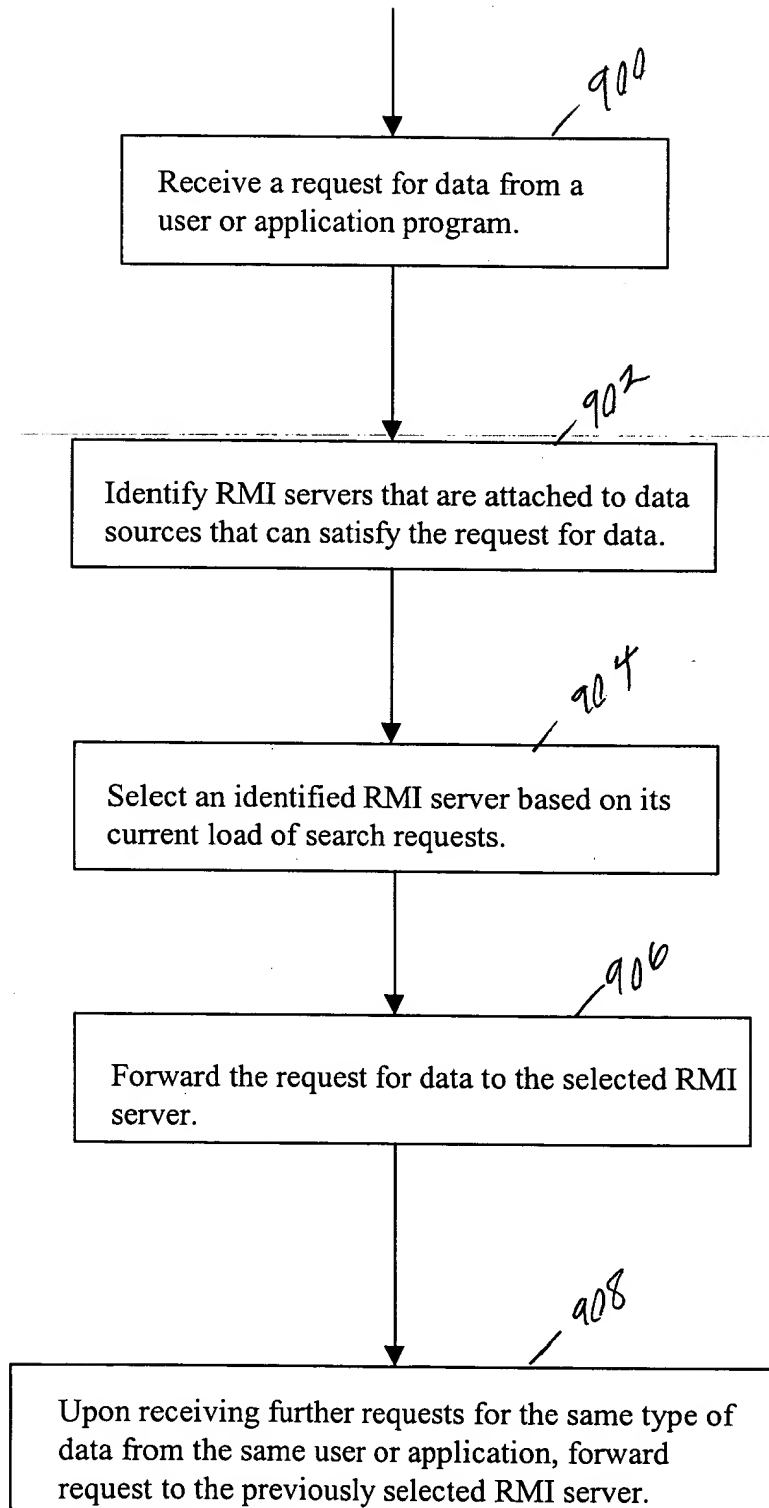 900
Receive a request for data from a
user or application program.
902
Identify RMI servers that are attached to data
sources that can satisfy the request for data.
904
Select an identified RMI server based on its
current load of search requests.
906
Forward the request for data to the selected RMI
server.
908
Upon receiving further requests for the same type of
data from the same user or application, forward
request to the previously selected RMI server.